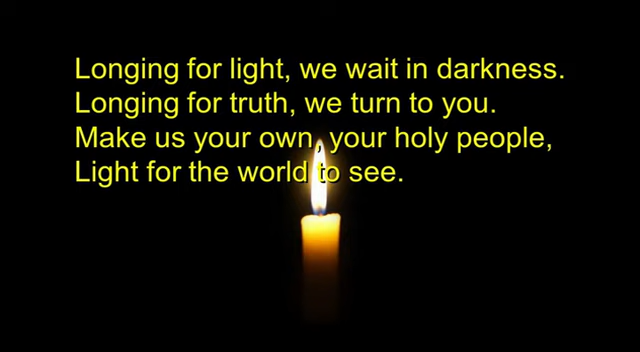 Longing for light, we wait in darkness.
Longing for truth, we turn to you.
Make us your own, your holy people,
Light for the world to see.